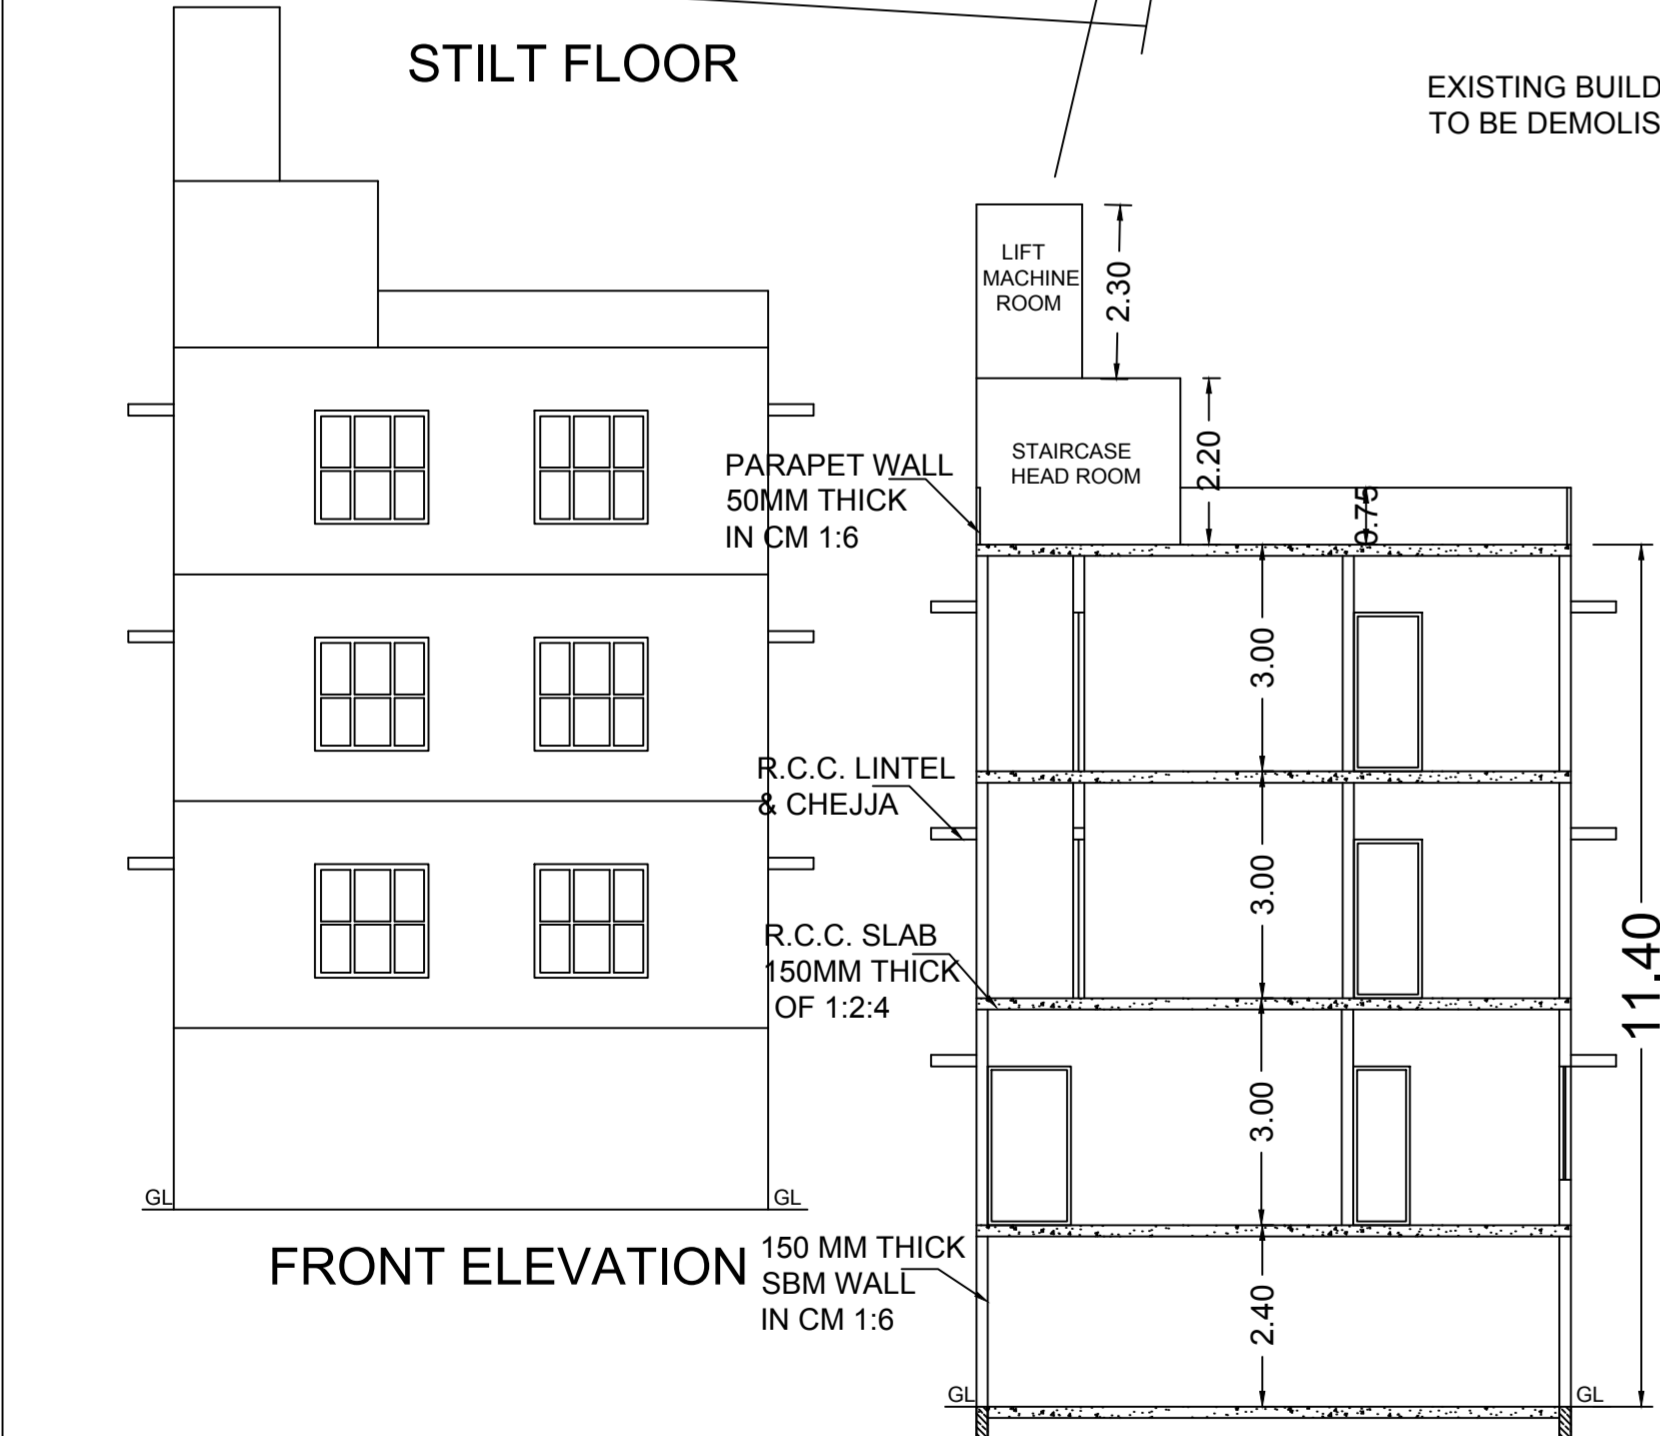 STILT FLOOR
EXISTING BUILD
TO BE DEMOLIS
LIFT
MACHINE
ROOM
2.30
STAIRCASE
HEAD ROOM
2.20
0.75
PARAPET WALL
50MM THICK
IN CM 1:6
3.00
R.C.C. LINTEL
& CHEJJA
3.00
R.C.C. SLAB
150MM THICK
OF 1:2:4
11.40
3.00
GL
GL
FRONT ELEVATION
150 MM THICK
SBM WALL
IN CM 1:6
2.40
GL
GL